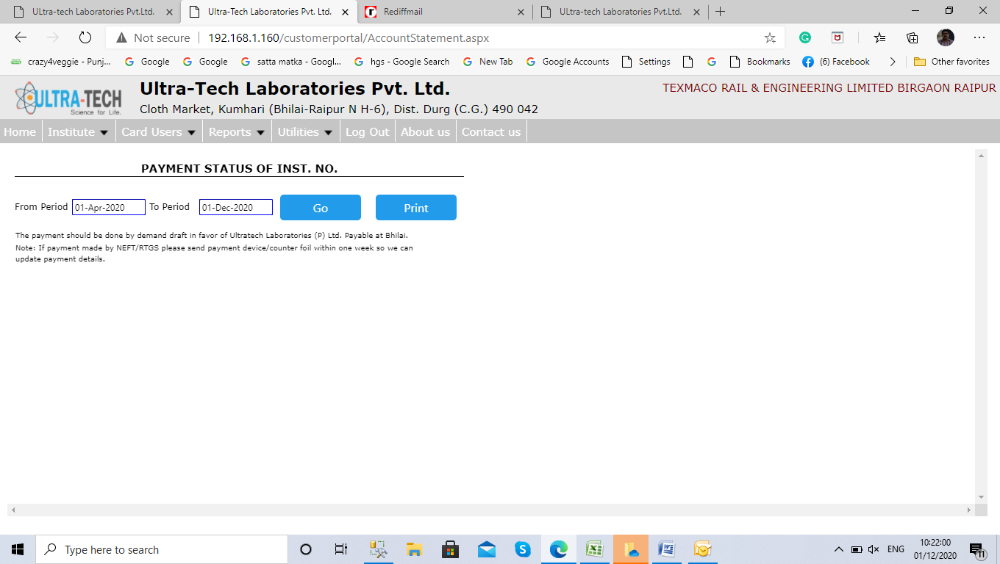 ULtra-tech Laboratories Pvt.Ltd.
Ultra-Tech Laboratories Pvt. Ltd.
Rediffmail
ULtra-tech Laboratories Pvt.Ltd.
Not secure
192.168.1.160/customerportal/AccountStatement.aspx
crazy4veggie - Punj...
Google
Google
satta matka - Googl...
hgs - Google Search
New Tab
Google Accounts
Settings
Bookmarks
(6) Facebook
Other favorites
ULTRA-TECH
Science for Life.
Ultra-Tech Laboratories Pvt. Ltd.
TEXMACO RAIL & ENGINEERING LIMITED BIRGAON RAIPUR
Cloth Market, Kumhari (Bhilai-Raipur N H-6), Dist. Durg (C.G.) 490 042
Home Institute Card Users Reports Utilities Log Out About us Contact us
PAYMENT STATUS OF INST. NO.
From Period 01-Apr-2020 To Period 01-Dec-2020 Go Print
The payment should be done by demand draft in favor of Ultratech Laboratories (P) Ltd. Payable at Bhilai.
Note: If payment made by NEFT/RTGS please send payment device/counter foil within one week so we can
update payment details.
Type here to search
ENG
10:22:00
01/12/2020
11